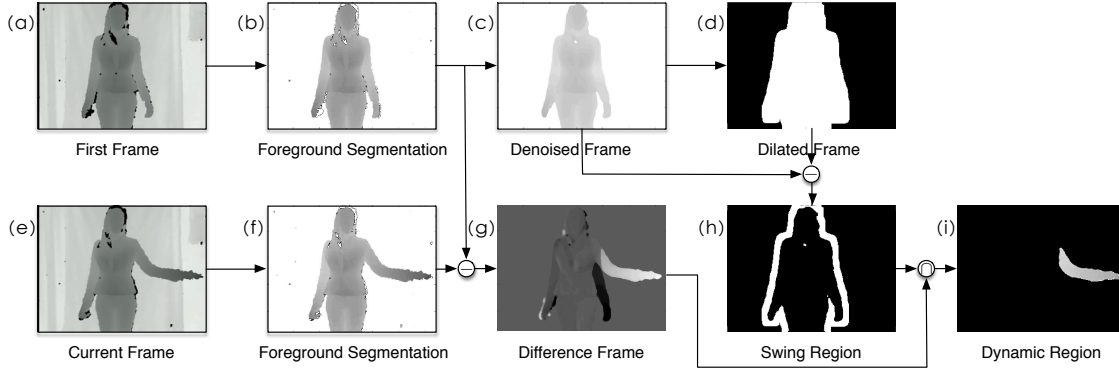 (a)
(b)
(c)
(d)
First Frame
Foreground Segmentation
Denoised Frame
Dilated Frame
(e)
(f)
(g)
(h)
(i)
Current Frame
Foreground Segmentation
Difference Frame
Swing Region
Dynamic Region